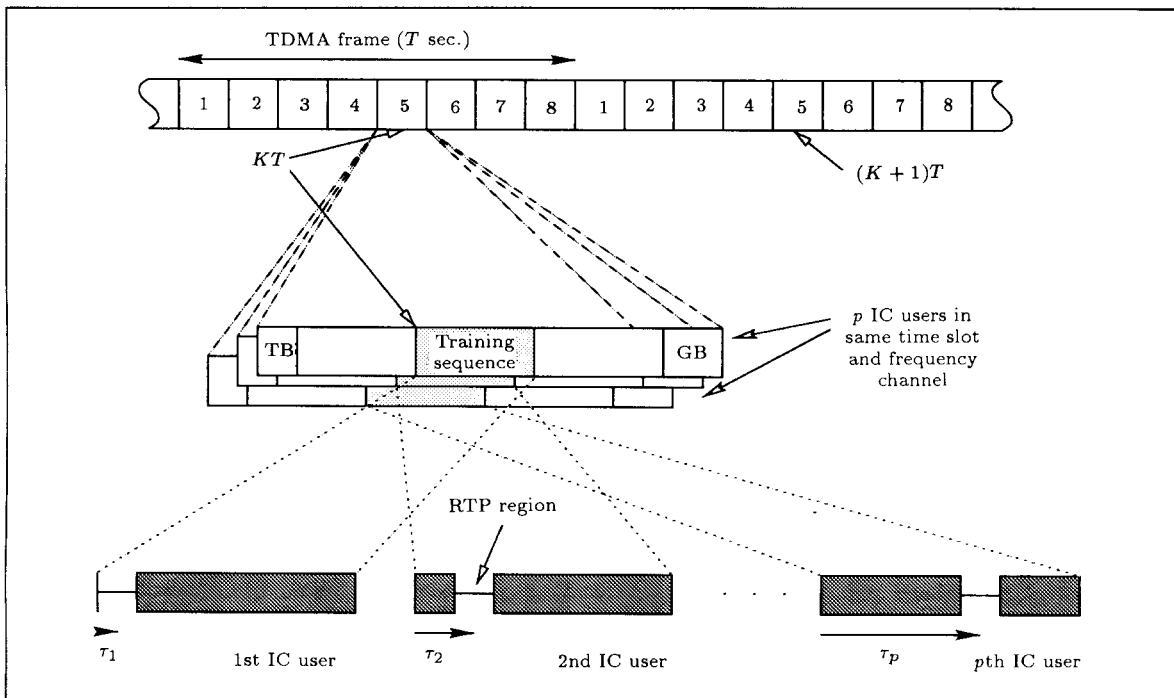 TDMA frame (T sec.)
1 2 3 4 5 6 7 8 1 2 3 4 5 6 7 8
KT
(K + 1)T
TB
Training
sequence
GB
p IC users in
same time slot
and frequency
channel
RTP region
. . . .
τ1
1st IC user
τ2
2nd IC user
τp
pth IC user